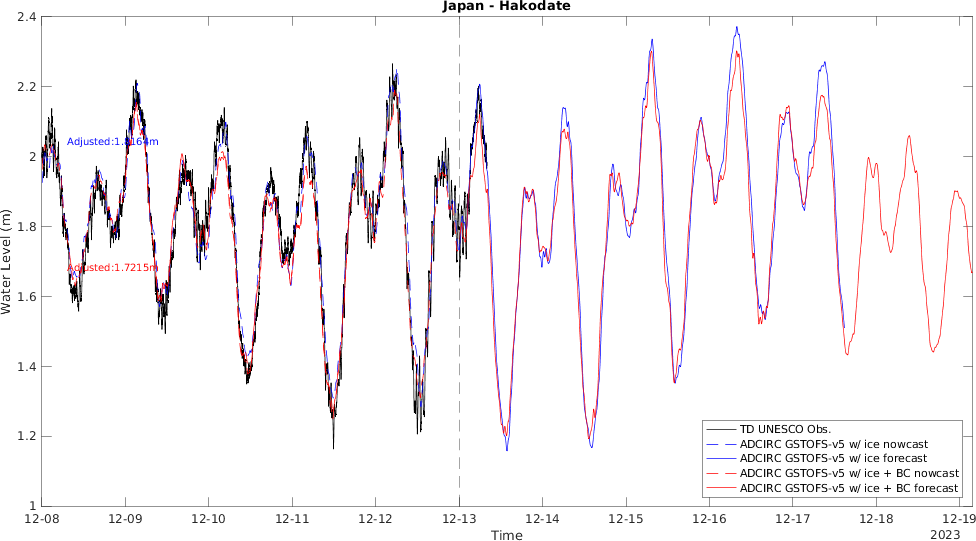 Japan - Hakodate
2.4
2.2
2
1.8
1.6
1.4
1.2
1
Water Level (m)
Adjusted:1.8164m
Adjusted:1.7215m
TD UNESCO Obs.
ADCIRC GSTOFS-v5 w/ ice nowcast
ADCIRC GSTOFS-v5 w/ ice forecast
ADCIRC GSTOFS-v5 w/ ice + BC nowcast
ADCIRC GSTOFS-v5 w/ ice + BC forecast
12-08 12-09 12-10 12-11 12-12 12-13 12-14 12-15 12-16 12-17 12-18 12-19
Time
2023